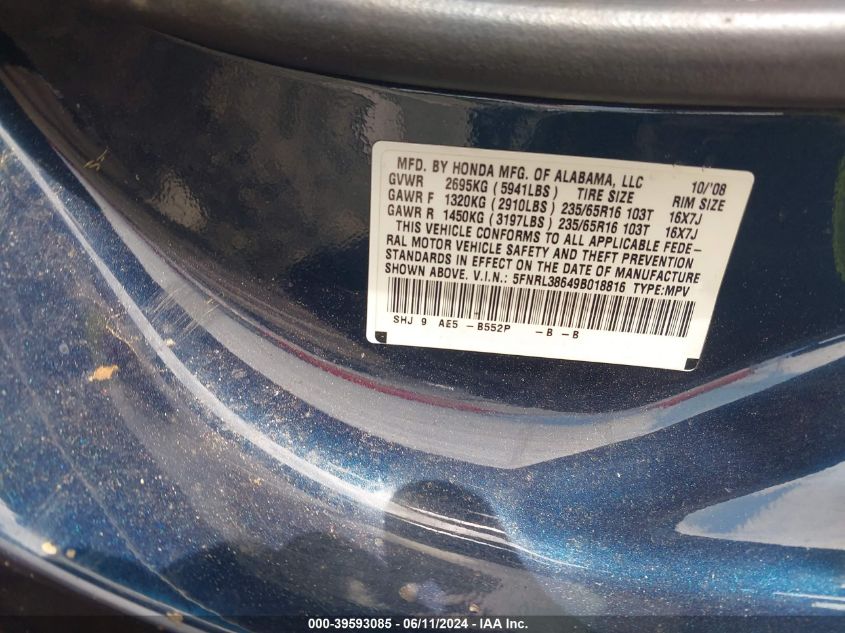 MFD. BY HONDA MFG. OF ALABAMA, LLC 10/'08
GVWR 2695KG (5941LBS) TIRE SIZE RIM SIZE
GAWR F 1320KG (2910LBS) 235/65R16 103T 16X7J
GAWR R 1450KG (3197LBS) 235/65R16 103T 16X7J
THIS VEHICLE CONFORMS TO ALL APPLICABLE FEDE-
RAL MOTOR VEHICLE SAFETY AND THEFT PREVENTION
STANDARDS IN EFFECT ON THE DATE OF MANUFACTURE
SHOWN ABOVE. V.I.N.: 5FNRL38649B018816 TYPE:MPV
SHJ 9 AE5 -B552P -B -B
000-39593085 - 06/11/2024 - IAA Inc.